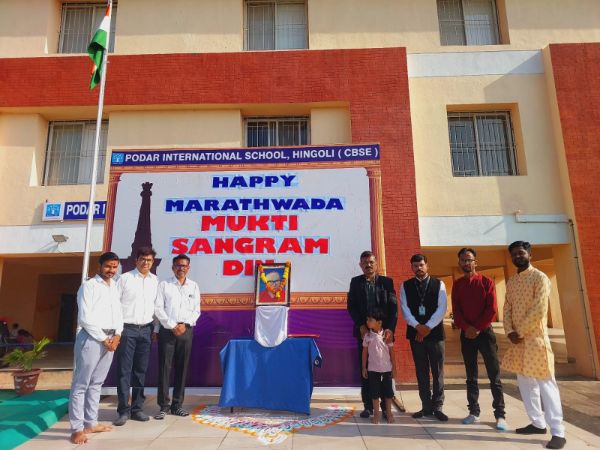 PODAR INTERNATIONAL SCHOOL, HINGOLI ( CBSE )
HAPPY
MARATHWADA
MUKTI
SANGRAM
DIN
PODAR